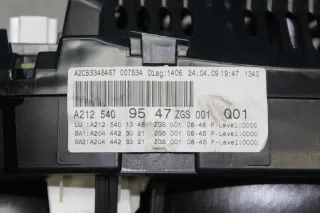 A2C53346467 007534 Diag:1406 24.04.09 19:47 1340
A212 540 95 47 ZGS 001 Q01
LU :A212 540 13 48 ZGS 001 08-46 P-Level:0000
SW1:A204 442 30 21 ZGS 001 08-45 P-Level:0000
SW2:A204 442 33 21 ZGS 001 08-45 P-Level:0000